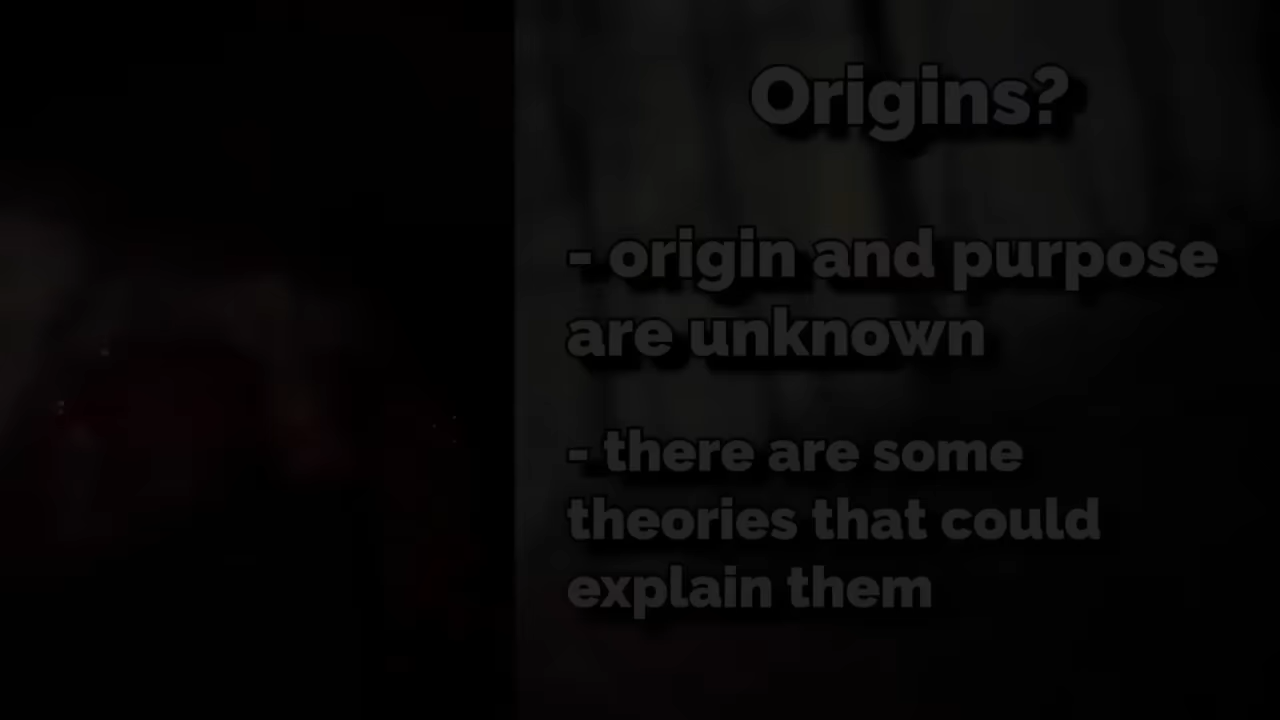 Origins?
- origin and purpose
are unknown
- there are some
theories that could
explain them